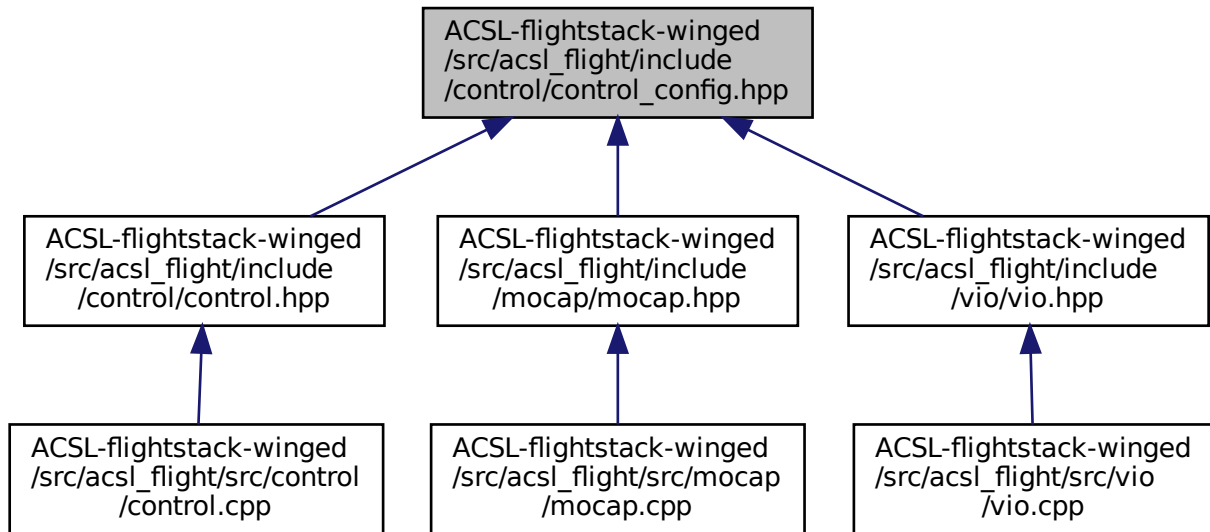 ACSL-flightstack-winged
/src/acsl_flight/include
/control/control_config.hpp
ACSL-flightstack-winged
/src/acsl_flight/include
/control/control.hpp
ACSL-flightstack-winged
/src/acsl_flight/include
/mocap/mocap.hpp
ACSL-flightstack-winged
/src/acsl_flight/include
/vio/vio.hpp
ACSL-flightstack-winged
/src/acsl_flight/src/control
/control.cpp
ACSL-flightstack-winged
/src/acsl_flight/src/mocap
/mocap.cpp
ACSL-flightstack-winged
/src/acsl_flight/src/vio
/vio.cpp